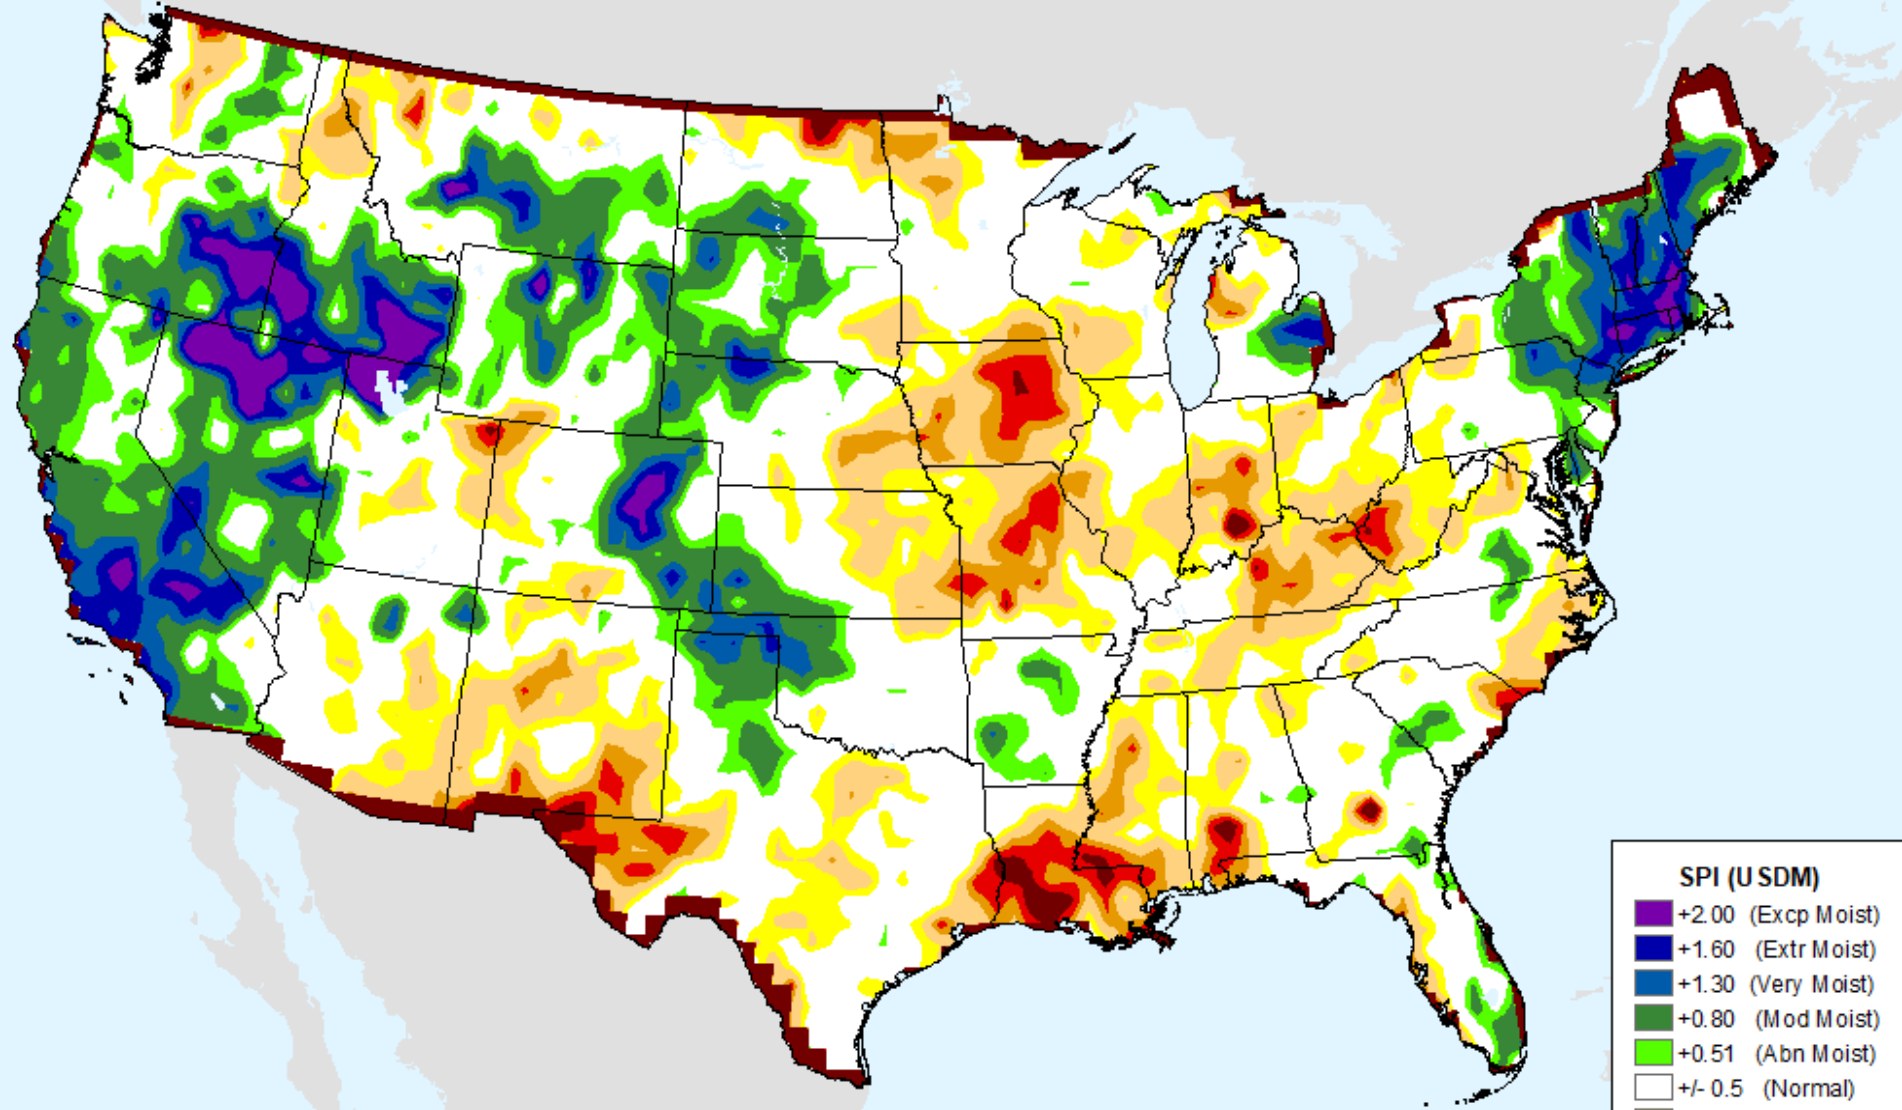 SPI (USDM)
+2.00 (Excp Moist)
+1.60 (Extr Moist)
+1.30 (Very Moist)
+0.80 (Mod Moist)
+0.51 (Abn Moist)
+/- 0.5 (Normal)